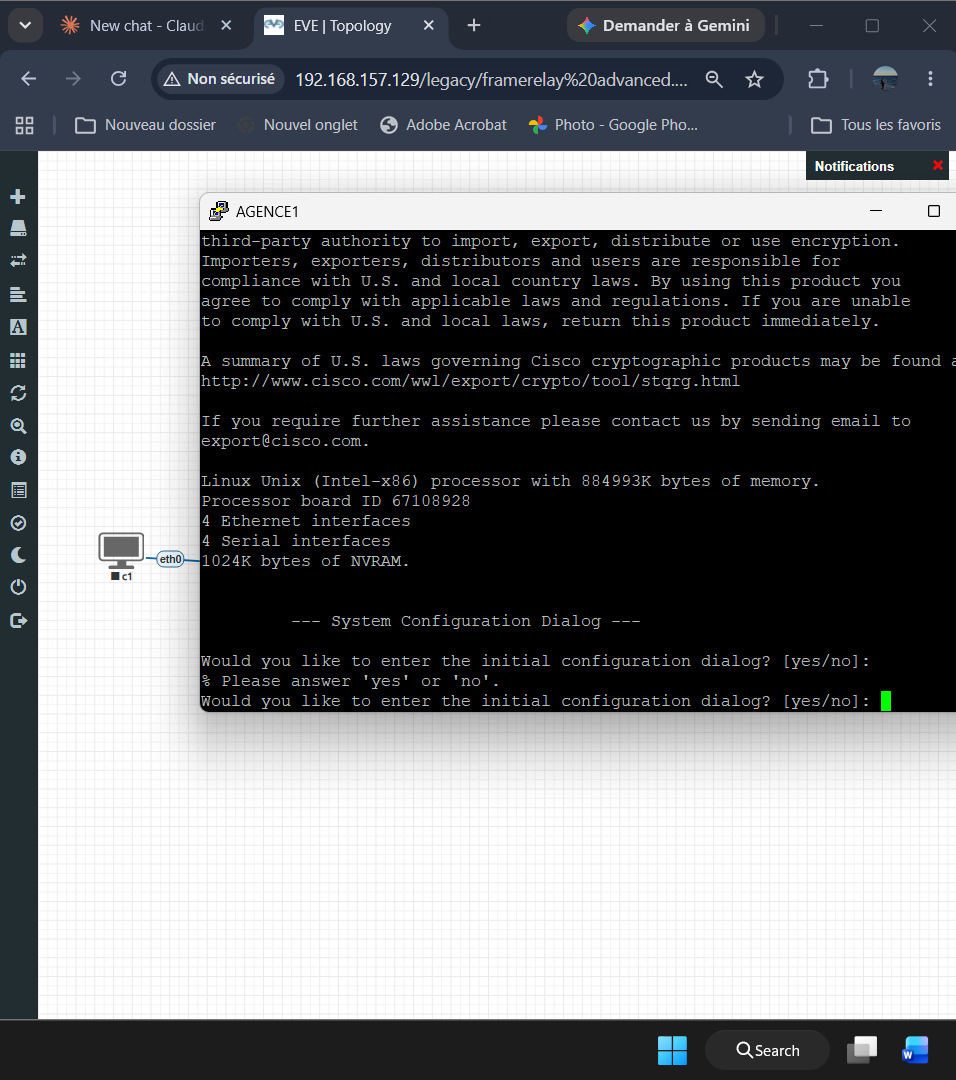 New chat - Claud
EVE | Topology
Demander à Gemini
Non sécurisé
192.168.157.129/legacy/framerelay%20advanced....
Nouveau dossier
Nouvel onglet
Adobe Acrobat
Photo - Google Pho...
Tous les favoris
Notifications
AGENCE1
third-party authority to import, export, distribute or use encryption.
Importers, exporters, distributors and users are responsible for
compliance with U.S. and local country laws. By using this product you
agree to comply with applicable laws and regulations. If you are unable
to comply with U.S. and local laws, return this product immediately.
A summary of U.S. laws governing Cisco cryptographic products may be found a
http://www.cisco.com/wwl/export/crypto/tool/stqrg.html
If you require further assistance please contact us by sending email to
export@cisco.com.
Linux Unix (Intel-x86) processor with 884993K bytes of memory.
Processor board ID 67108928
4 Ethernet interfaces
4 Serial interfaces
1024K bytes of NVRAM.
--- System Configuration Dialog ---
Would you like to enter the initial configuration dialog? [yes/no]:
% Please answer 'yes' or 'no'.
Would you like to enter the initial configuration dialog? [yes/no]:
eth0
c1
Search